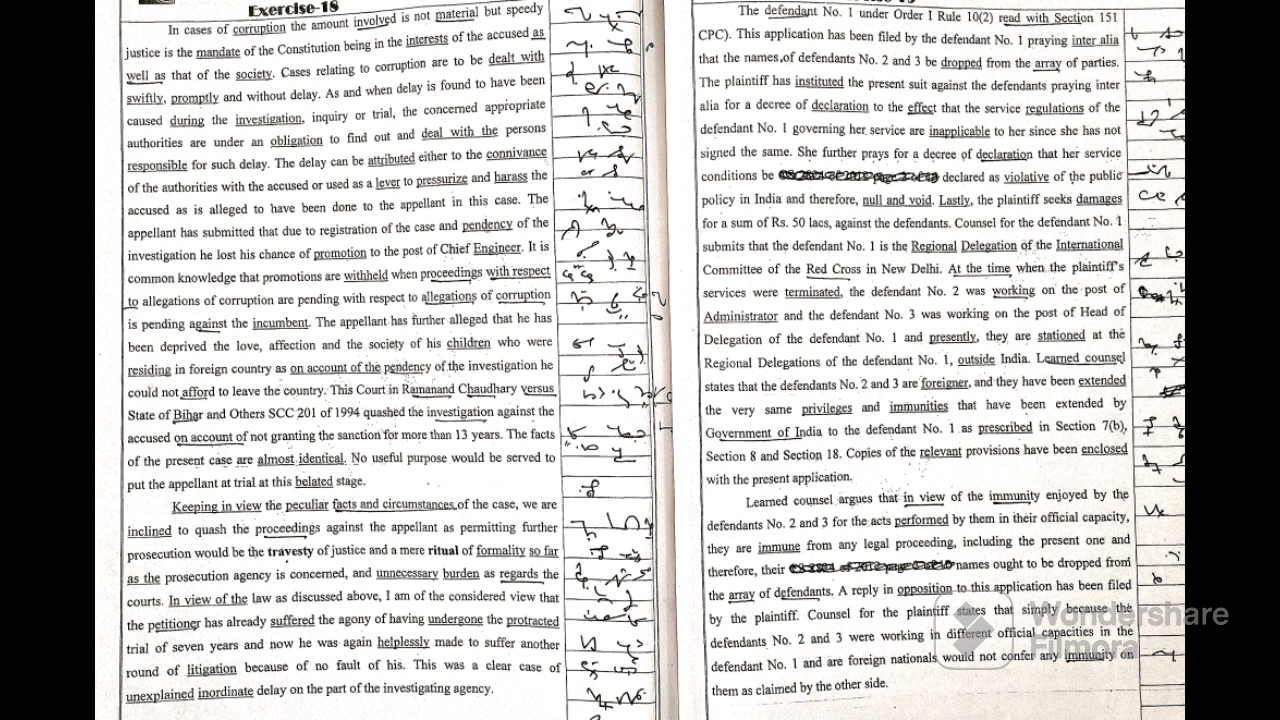 Exercise-18
In cases of corruption the amount involved is not material but speedy
justice is the mandate of the Constitution being in the interests of the accused as
well as that of the society. Cases relating to corruption are to be dealt with
swiftly, promptly and without delay. As and when delay is found to have been
caused during the investigation, inquiry or trial, the concerned appropriate
authorities are under an obligation to find out and deal with the persons
responsible for such delay. The delay can be attributed either to the connivance
of the authorities with the accused or used as a lever to pressurize and harass the
accused as is alleged to have been done to the appellant in this case. The
appellant has submitted that due to registration of the case and pendency of the
investigation he lost his chance of promotion to the post of Chief Engineer. It is
common knowledge that promotions are withheld when proceedings with respect
to allegations of corruption are pending with respect to allegations of corruption
is pending against the incumbent. The appellant has further alleged that he has
been deprived the love, affection and the society of his children who were
residing in foreign country as on account of the pendency of the investigation he
could not afford to leave the country. This Court in Ramanand Chaudhary versus
State of Bihar and Others SCC 201 of 1994 quashed the investigation against the
accused on account of not granting the sanction for more than 13 years. The facts
of the present case are almost identical. No useful purpose would be served to
put the appellant at trial at this belated stage.
Keeping in view the peculiar facts and circumstances of the case, we are
inclined to quash the proceedings against the appellant as permitting further
prosecution would be the travesty of justice and a mere ritual of formality so far
as the prosecution agency is concerned, and unnecessary burden as regards the
courts. In view of the law as discussed above, I am of the considered view that
the petitioner has already suffered the agony of having undergone the protracted
trial of seven years and now he was again helplessly made to suffer another
round of litigation because of no fault of his. This was a clear case of
unexplained inordinate delay on the part of the investigating agency.
The defendant No. 1 under Order I Rule 10(2) read with Section 151
CPC). This application has been filed by the defendant No. 1 praying inter alia
that the names of defendants No. 2 and 3 be dropped from the array of parties.
The plaintiff has instituted the present suit against the defendants praying inter
alia for a decree of declaration to the effect that the service regulations of the
defendant No. 1 governing her service are inapplicable to her since she has not
signed the same. She further prays for a decree of declaration that her service
conditions be declared as violative of the public
policy in India and therefore, null and void. Lastly, the plaintiff seeks damages
for a sum of Rs. 50 lacs, against the defendants. Counsel for the defendant No. 1
submits that the defendant No. 1 is the Regional Delegation of the International
Committee of the Red Cross in New Delhi. At the time when the plaintiff's
services were terminated, the defendant No. 2 was working on the post of
Administrator and the defendant No. 3 was working on the post of Head of
Delegation of the defendant No. 1 and presently, they are stationed at the
Regional Delegations of the defendant No. 1, outside India. Learned counsel
states that the defendants No. 2 and 3 are foreigner, and they have been extended
the very same privileges and immunities that have been extended by
Government of India to the defendant No. 1 as prescribed in Section 7(b),
Section 8 and Section 18. Copies of the relevant provisions have been enclosed
with the present application.
Learned counsel argues that in view of the immunity enjoyed by the
defendants No. 2 and 3 for the acts performed by them in their official capacity,
they are immune from any legal proceeding, including the present one and
therefore, their names ought to be dropped from
the array of defendants. A reply in opposition to this application has been filed
by the plaintiff. Counsel for the plaintiff states that simply because the
defendants No. 2 and 3 were working in different official capacities in the
defendant No. 1 and are foreign nationals would not confer any immunity on
them as claimed by the other side.
Wondershare
Filmora